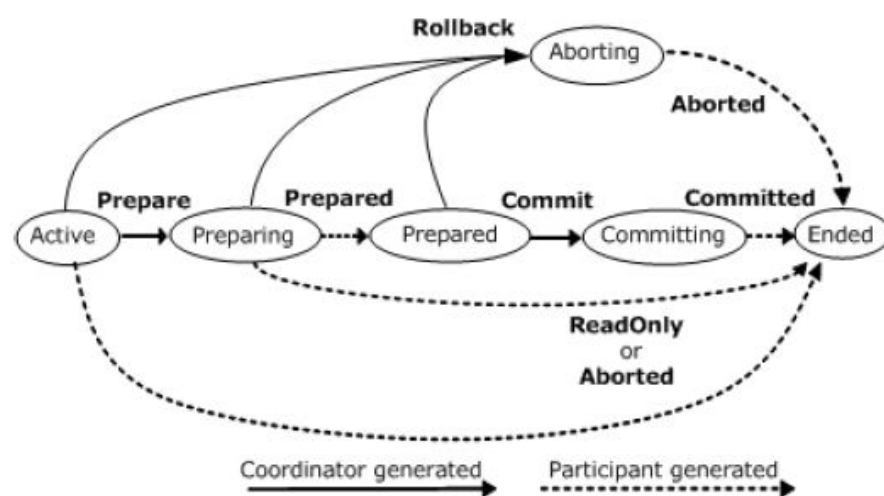 Rollback
Aborting
Aborted
Prepare
Prepared
Commit
Committed
Active
Preparing
Prepared
Committing
Ended
ReadOnly
or
Aborted
Coordinator generated
Participant generated